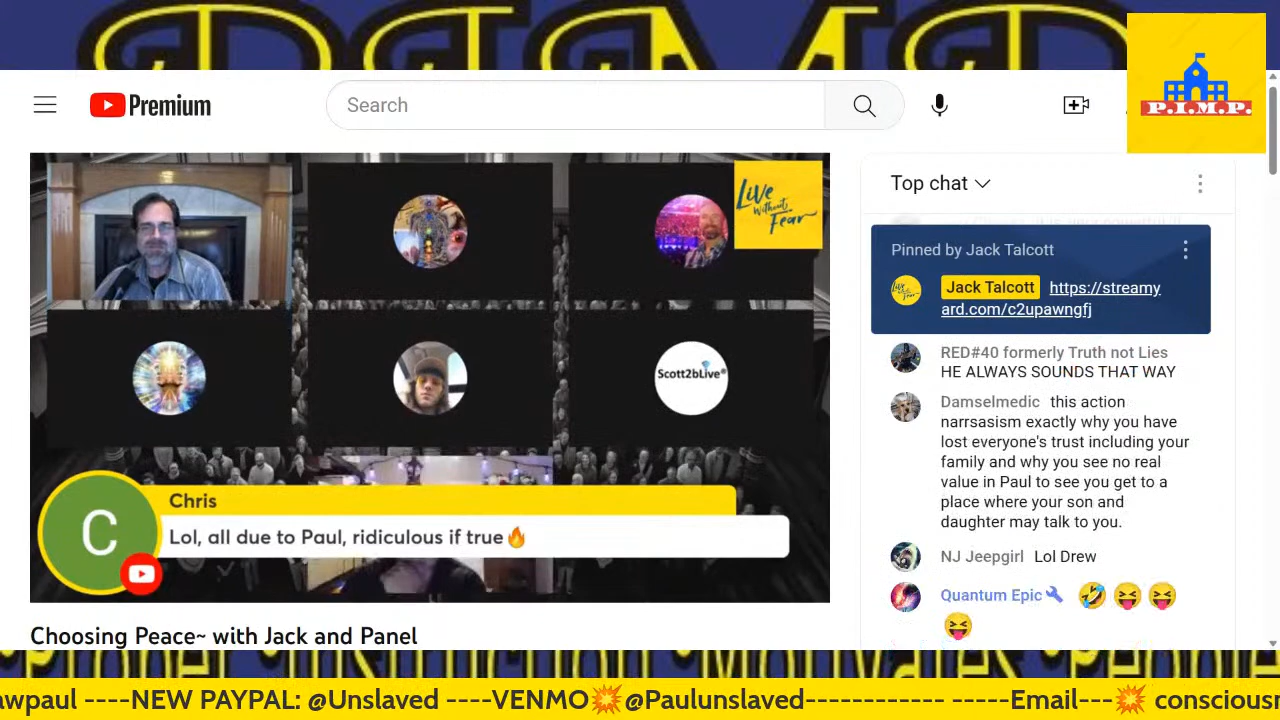 P.I.M.P.
Premium
Search
Live
Without
Fear
Scott2bLive®
Chris
C
Lol, all due to Paul, ridiculous if true🔥
Choosing Peace~ with Jack and Panel
Top chat
Pinned by Jack Talcott
Jack Talcott https://streamy
ard.com/c2upawngfj
RED#40 formerly Truth not Lies
HE ALWAYS SOUNDS THAT WAY
Damselmedic this action
narrsasism exactly why you have
lost everyone's trust including your
family and why you see no real
value in Paul to see you get to a
place where your son and
daughter may talk to you.
NJ Jeepgirl Lol Drew
Quantum Epic 🤣 😝 😝
😝
awpaul ----NEW PAYPAL: @Unslaved ----VENMO💥@Paulunslaved----------- -----Email---💥 consciousn